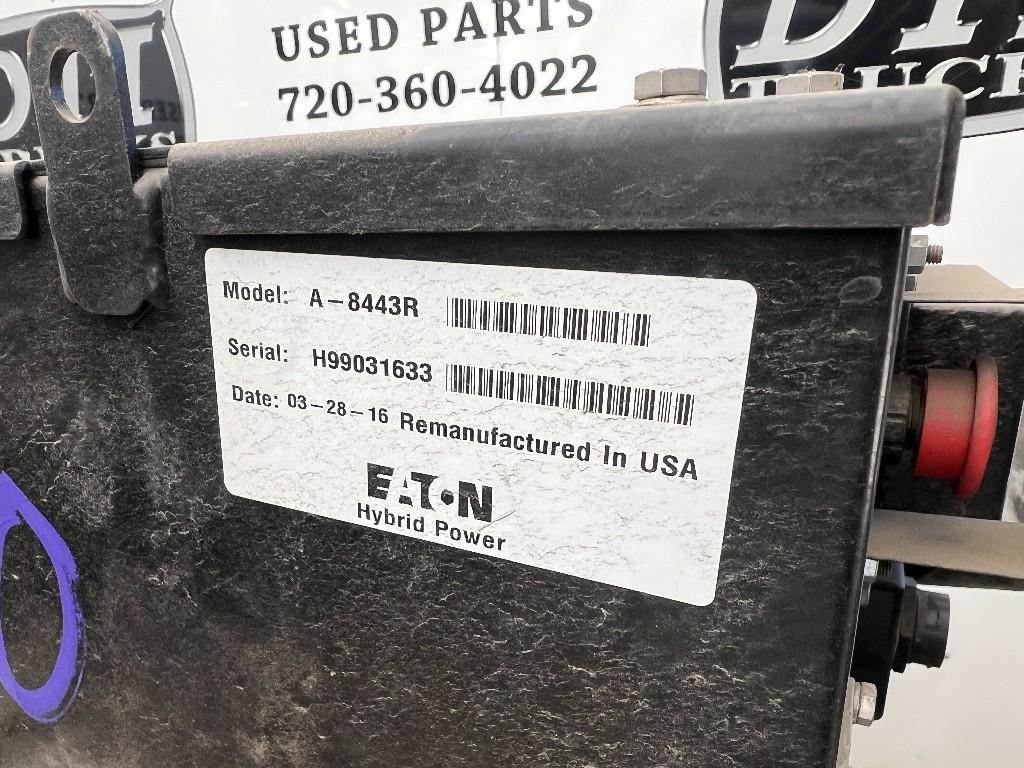 USED PARTS
720-360-4022
Model: A-8443R
Serial: H99031633
Date: 03-28-16 Remanufactured In USA
EATON
Hybrid Power